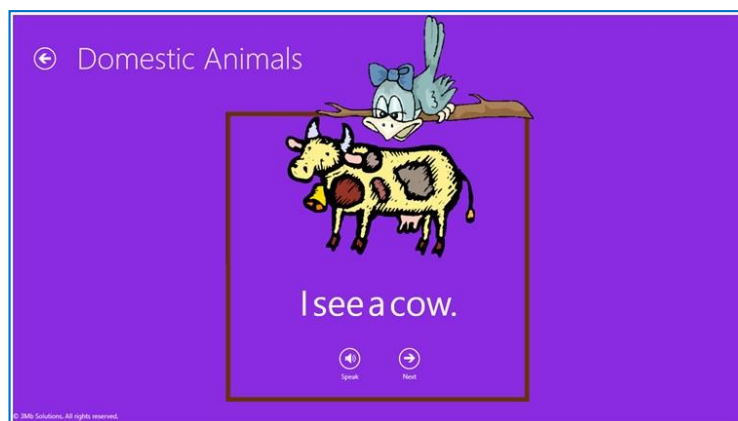 Domestic Animals
I see a cow.
Speak Next
© 3Mb Solutions. All rights reserved.